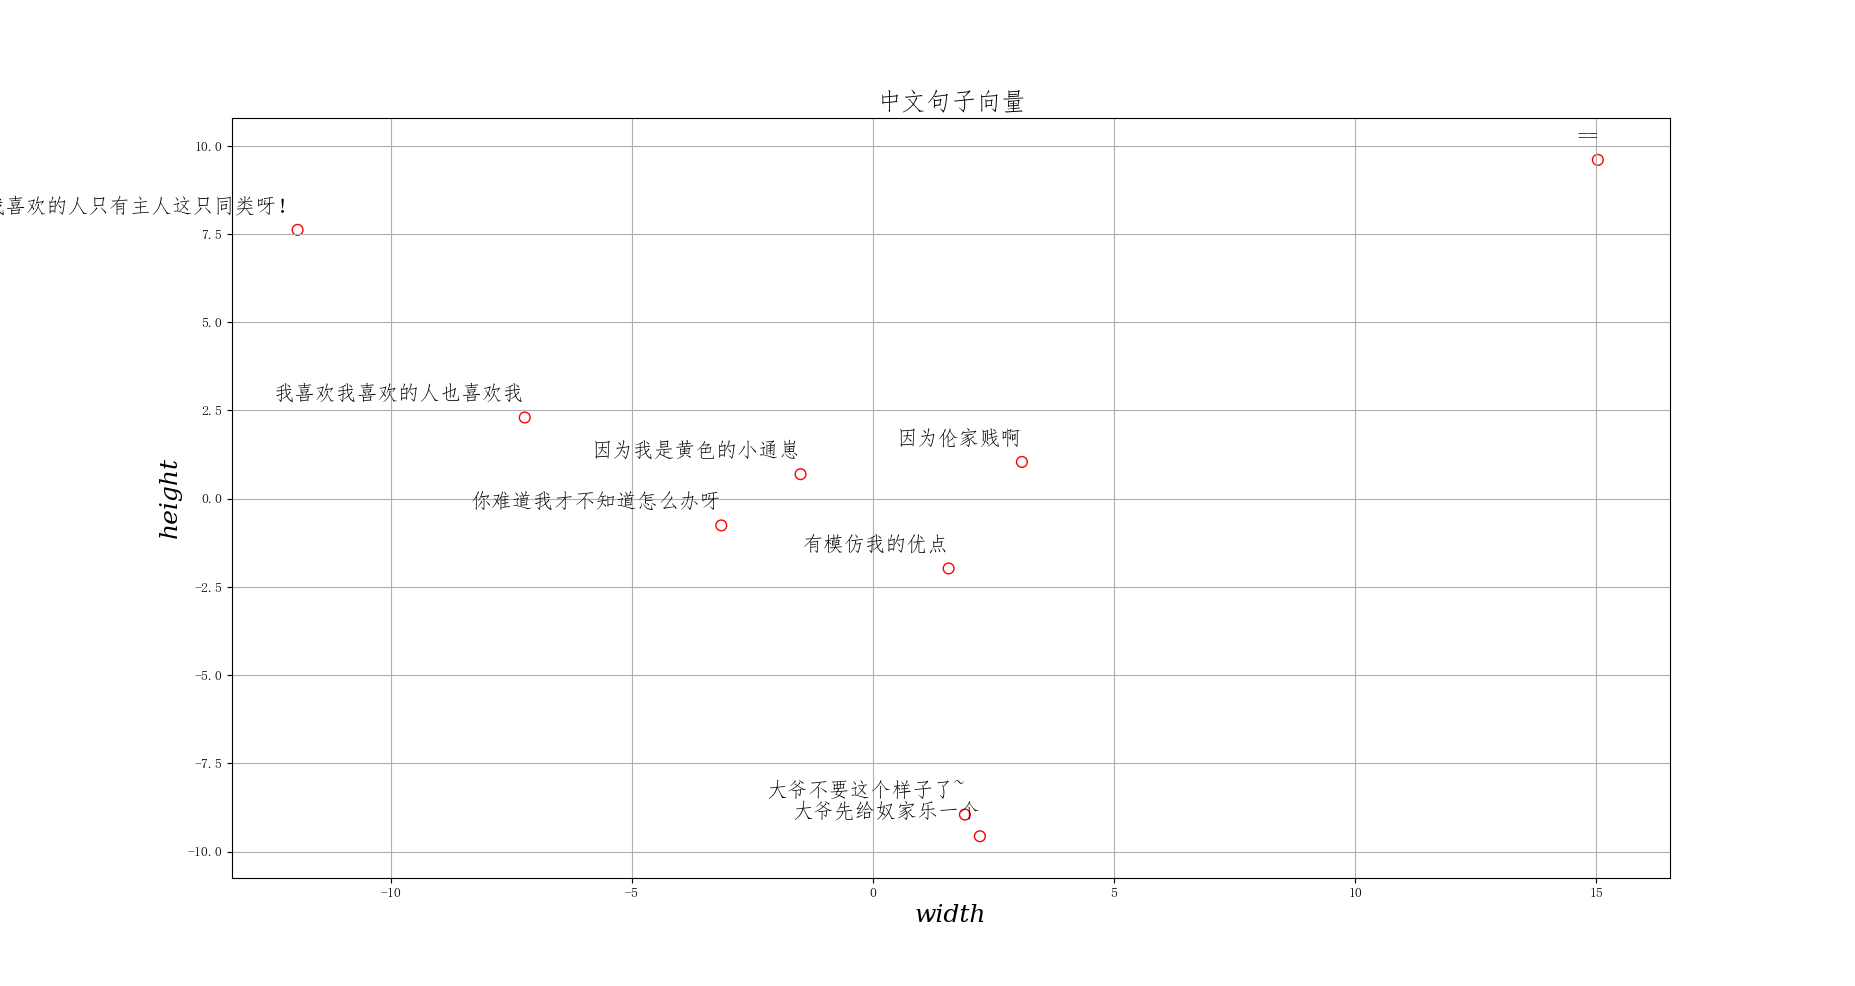 中文句子向量
==
10.0
喜欢的人只有主人这只同类呀!
7.5
5.0
我喜欢我喜欢的人也喜欢我
2.5
因为伦家贱啊
因为我是黄色的小通崽
0.0
你难道我才不知道怎么办呀
height
有模仿我的优点
-2.5
-5.0
-7.5
大爷不要这个样子了~
大爷先给奴家乐一个
-10.0
-10
-5
0
5
10
15
width